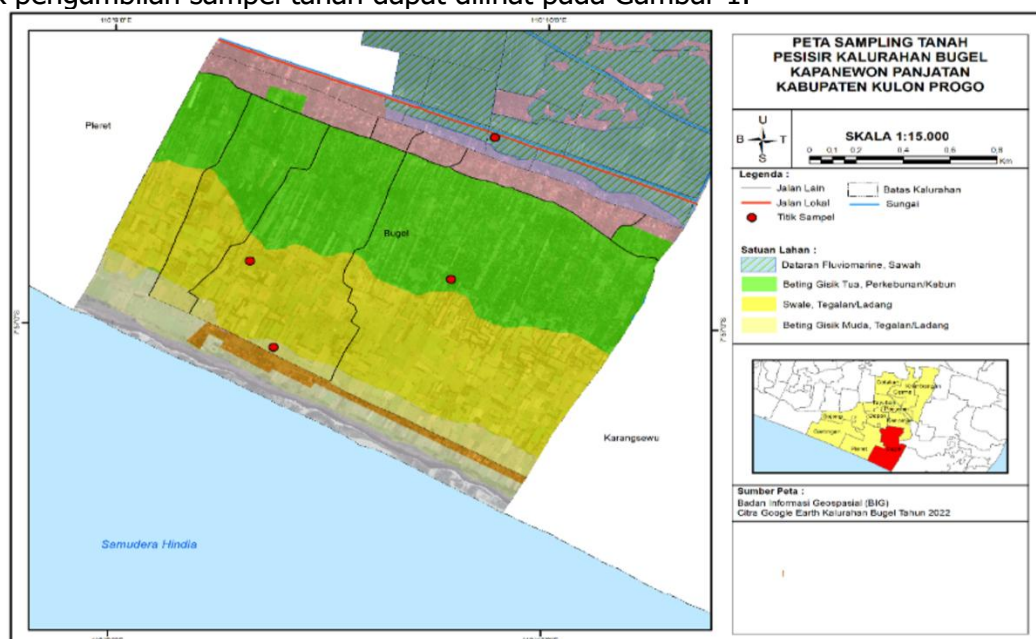 pengambilan sampel tanah dapat dilihat pada Gambar 1.
PETA SAMPLING TANAH
PESISIR KALURAHAN BUGEL
KAPANEWON PANJATAN
KABUPATEN KULON PROGO
U
B T
S
SKALA 1:15.000
0 0,1 0,2 0,4 0,6 0,8
Km
Legenda :
Jalan Lain
Batas Kalurahan
Jalan Lokal
Sungai
Titik Sampel
Satuan Lahan :
Dataran Fluviomarine, Sawah
Beting Gisik Tua, Perkebunan/Kebun
Swale, Tegalan/Ladang
Beting Gisik Muda, Tegalan/Ladang
Pleret
Bugel
Karangsewu
Samudera Hindia
Pleret
Sumber Peta :
Badan Informasi Geospasial (BIG)
Citra Google Earth Kalurahan Bugel Tahun 2022